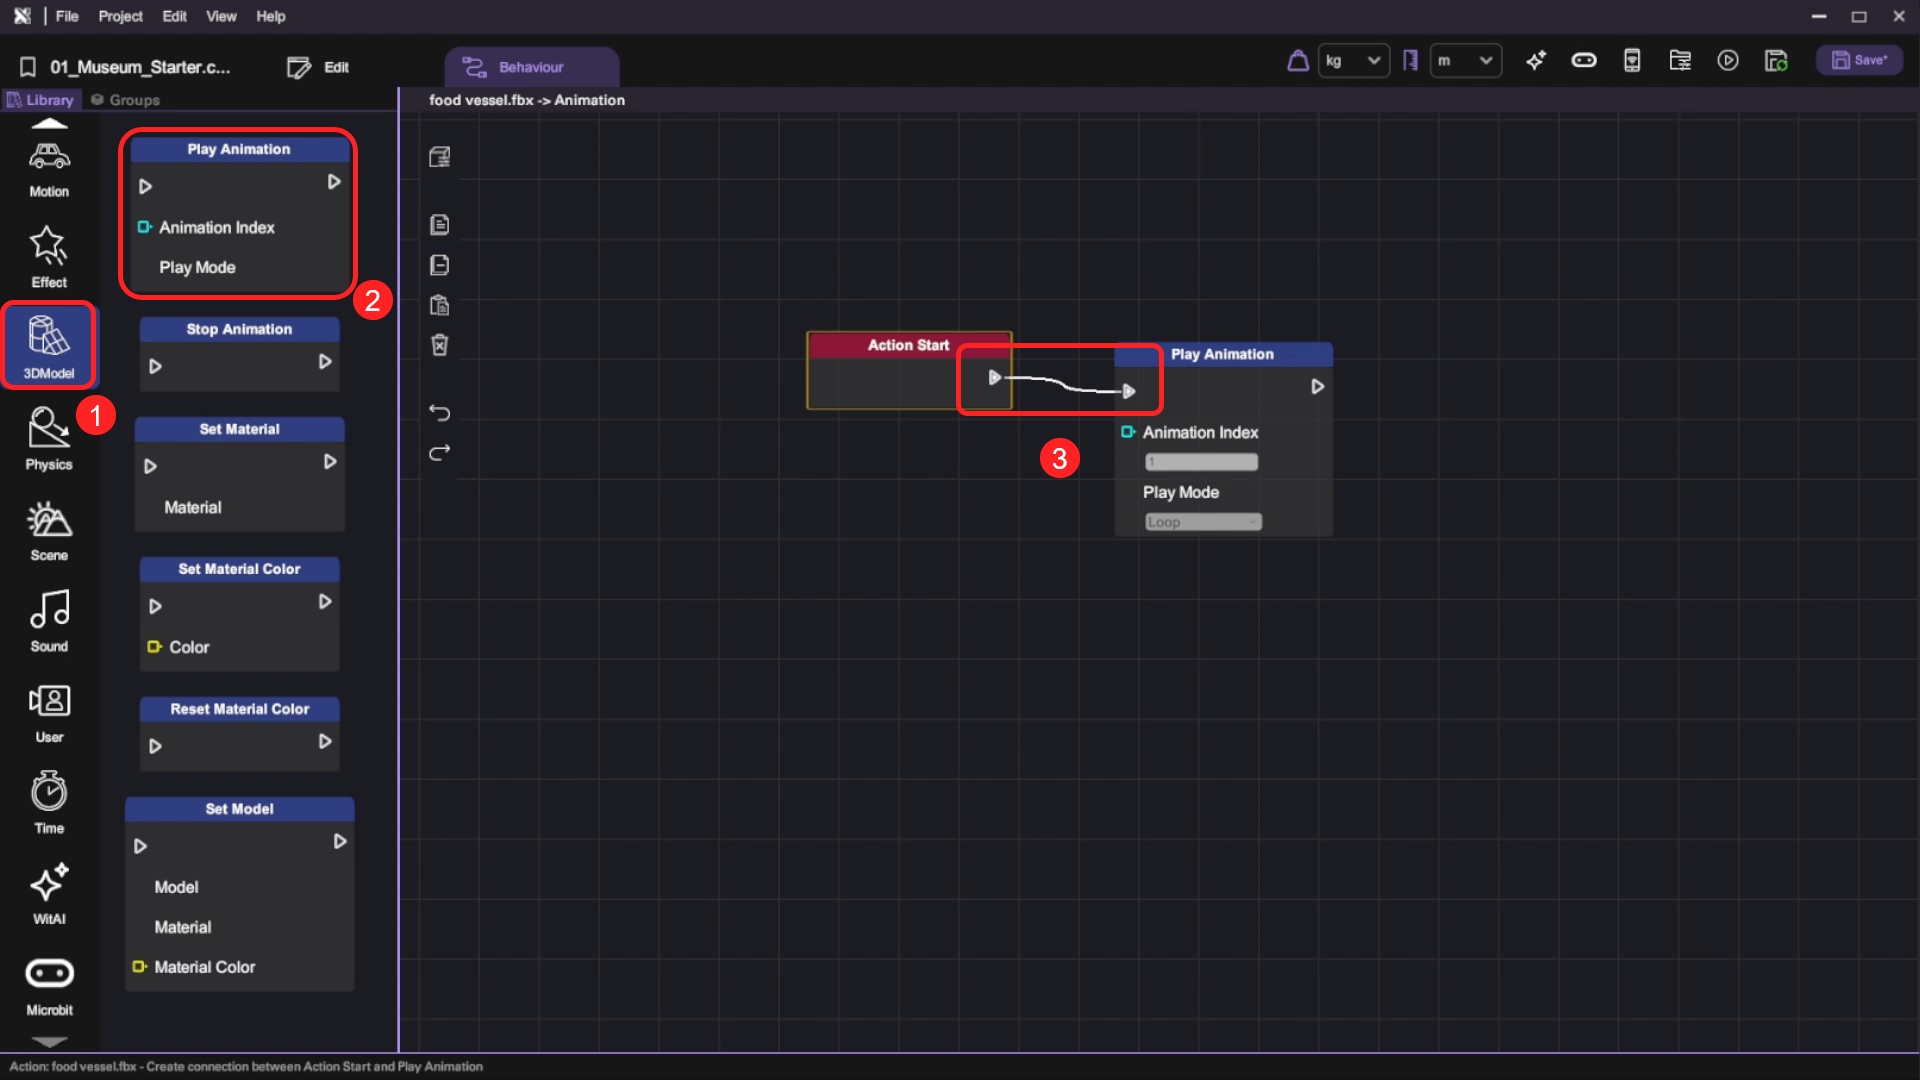 File Project Edit View Help
01_Museum_Starter.c... Edit Behaviour kg m Save*
Library Groups food vessel.fbx -> Animation
Motion
Effect
3DModel
Physics
Scene
Sound
User
Time
WitAI
Microbit
1
Play Animation
Animation Index
Play Mode
2
Stop Animation
Set Material
Material
Set Material Color
Color
Reset Material Color
Set Model
Model
Material
Material Color
Action Start
3
Play Animation
Animation Index
1
Play Mode
Loop
Action: food vessel.fbx - Create connection between Action Start and Play Animation